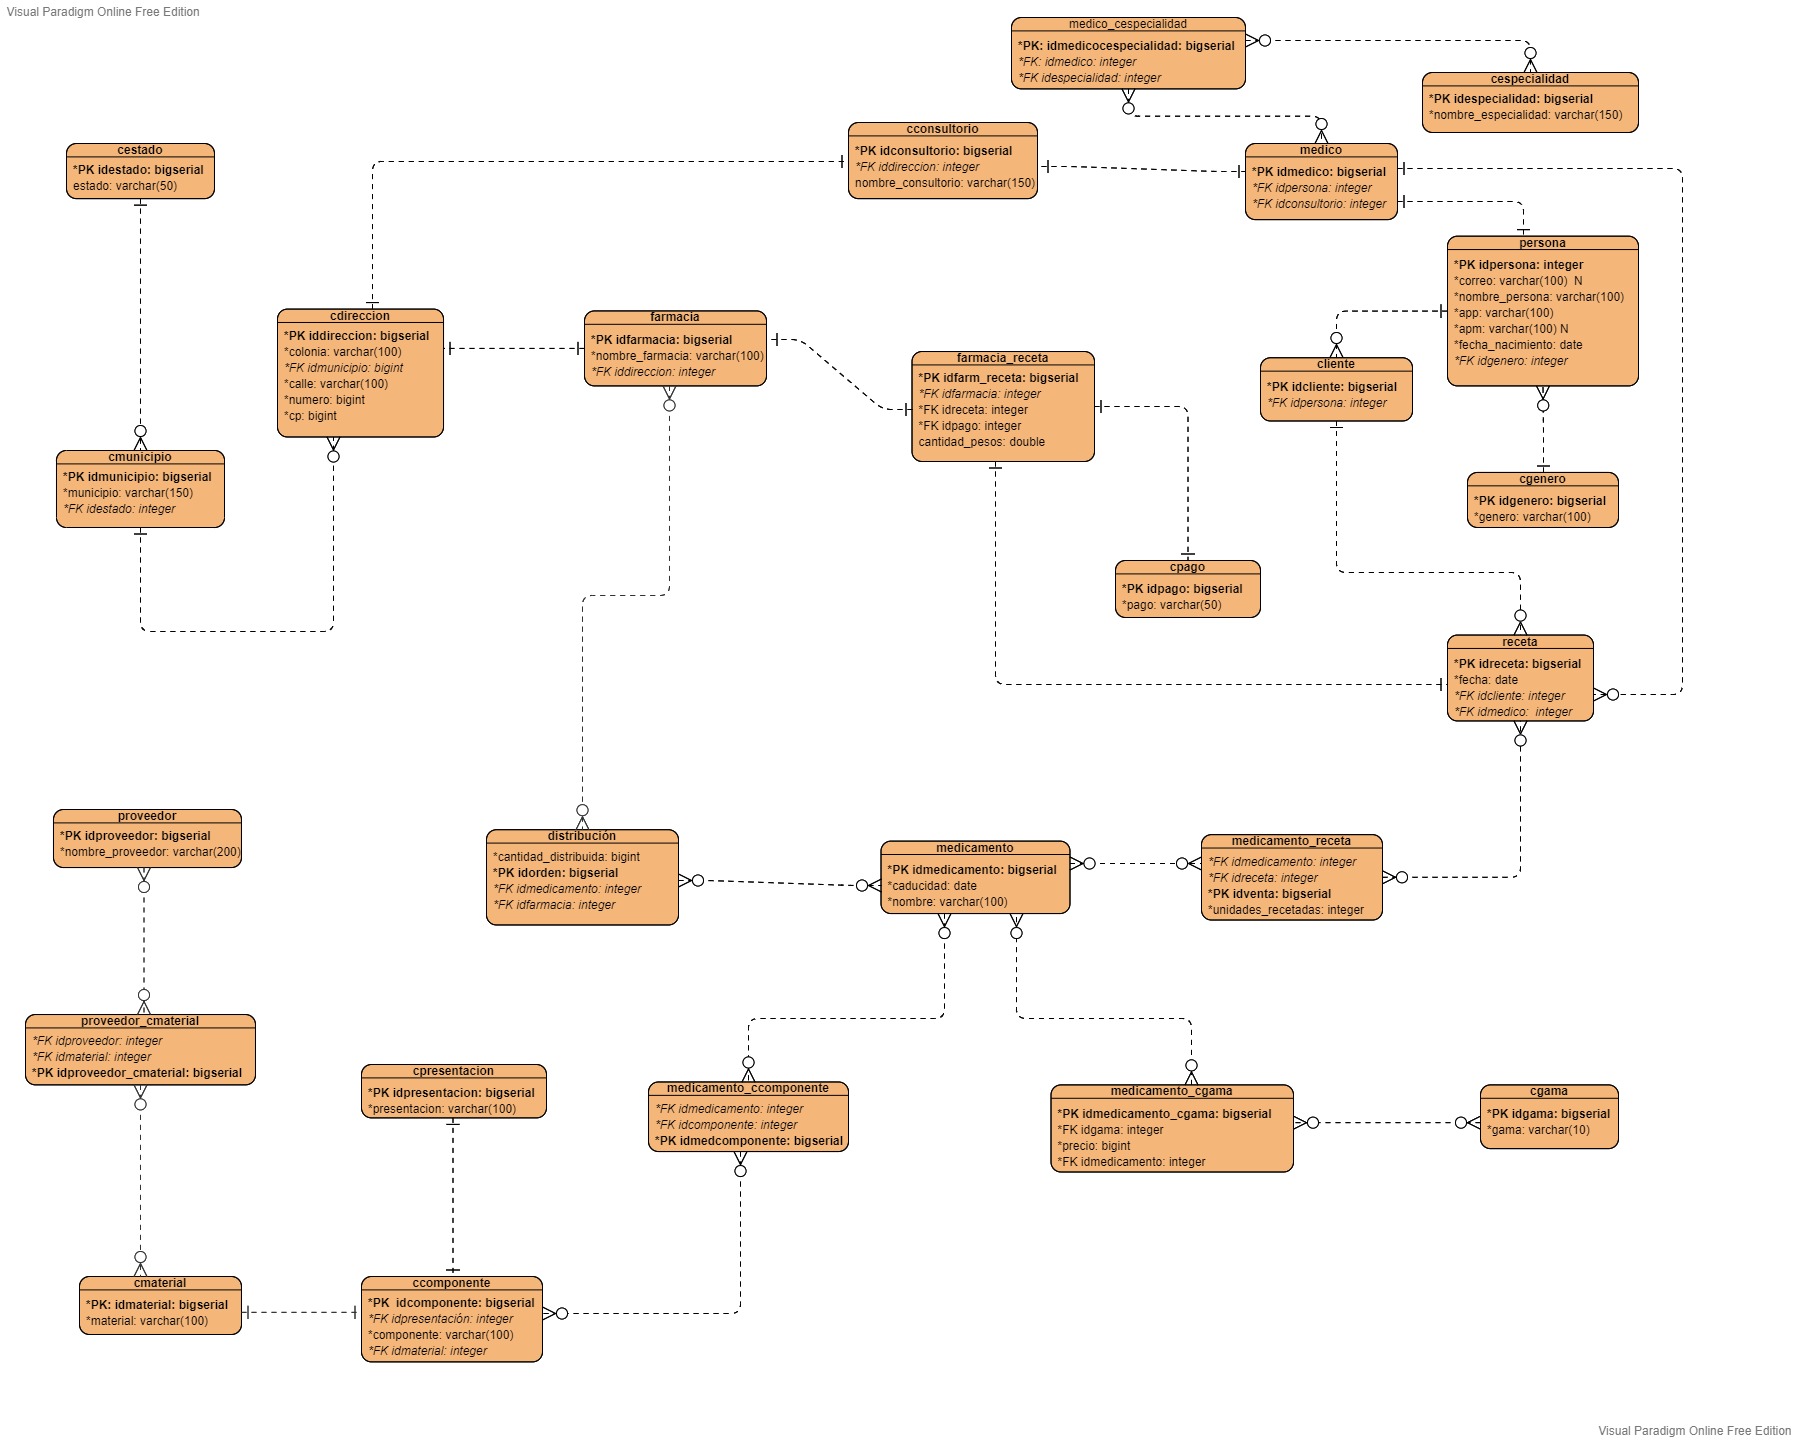 Visual Paradigm Online Free Edition
medico_cespecialidad
*PK: idmedicocespecialidad: bigserial
*FK: idmedico: integer
*FK idespecialidad: integer
cespecialidad
*PK idespecialidad: bigserial
*nombre_especialidad: varchar(150)
cconsultorio
*PK idconsultorio: bigserial
*FK iddireccion: integer
nombre_consultorio: varchar(150)
medico
*PK idmedico: bigserial
*FK idpersona: integer
*FK idconsultorio: integer
cestado
*PK idestado: bigserial
estado: varchar(50)
persona
*PK idpersona: integer
*correo: varchar(100)  N
*nombre_persona: varchar(100)
*app: varchar(100)
*apm: varchar(100) N
*fecha_nacimiento: date
*FK idgenero: integer
cdireccion
*PK iddireccion: bigserial
*colonia: varchar(100)
*FK idmunicipio: bigint
*calle: varchar(100)
*numero: bigint
*cp: bigint
farmacia
*PK idfarmacia: bigserial
*nombre_farmacia: varchar(100)
*FK iddireccion: integer
farmacia_receta
*PK idfarm_receta: bigserial
*FK idfarmacia: integer
*FK idreceta: integer
*FK idpago: integer
cantidad_pesos: double
cliente
*PK idcliente: bigserial
*FK idpersona: integer
cmunicipio
*PK idmunicipio: bigserial
*municipio: varchar(150)
*FK idestado: integer
cgenero
*PK idgenero: bigserial
*genero: varchar(100)
cpago
*PK idpago: bigserial
*pago: varchar(50)
receta
*PK idreceta: bigserial
*fecha: date
*FK idcliente: integer
*FK idmedico:  integer
proveedor
*PK idproveedor: bigserial
*nombre_proveedor: varchar(200)
distribución
*cantidad_distribuida: bigint
*PK idorden: bigserial
*FK idmedicamento: integer
*FK idfarmacia: integer
medicamento
*PK idmedicamento: bigserial
*caducidad: date
*nombre: varchar(100)
medicamento_receta
*FK idmedicamento: integer
*FK idreceta: integer
*PK idventa: bigserial
*unidades_recetadas: integer
proveedor_cmaterial
*FK idproveedor: integer
*FK idmaterial: integer
*PK idproveedor_cmaterial: bigserial
cpresentacion
*PK idpresentacion: bigserial
*presentacion: varchar(100)
medicamento_ccomponente
*FK idmedicamento: integer
*FK idcomponente: integer
*PK idmedcomponente: bigserial
medicamento_cgama
*PK idmedicamento_cgama: bigserial
*FK idgama: integer
*precio: bigint
*FK idmedicamento: integer
cgama
*PK idgama: bigserial
*gama: varchar(10)
cmaterial
*PK: idmaterial: bigserial
*material: varchar(100)
ccomponente
*PK  idcomponente: bigserial
*FK idpresentación: integer
*componente: varchar(100)
*FK idmaterial: integer
Visual Paradigm Online Free Edition